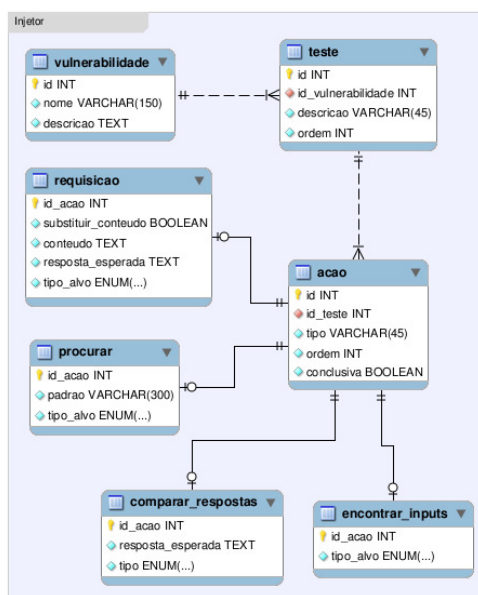 Injetor
vulnerabilidade
id INT
nome VARCHAR(150)
descricao TEXT
teste
id INT
id_vulnerabilidade INT
descricao VARCHAR(45)
ordem INT
requisicao
id_acao INT
substituir_conteudo BOOLEAN
conteudo TEXT
resposta_esperada TEXT
tipo_alvo ENUM(...)
acao
id INT
id_teste INT
tipo VARCHAR(45)
ordem INT
conclusiva BOOLEAN
procurar
id_acao INT
padrao VARCHAR(300)
tipo_alvo ENUM(...)
comparar_respostas
id_acao INT
resposta_esperada TEXT
tipo ENUM(...)
encontrar_inputs
id_acao INT
tipo_alvo ENUM(...)